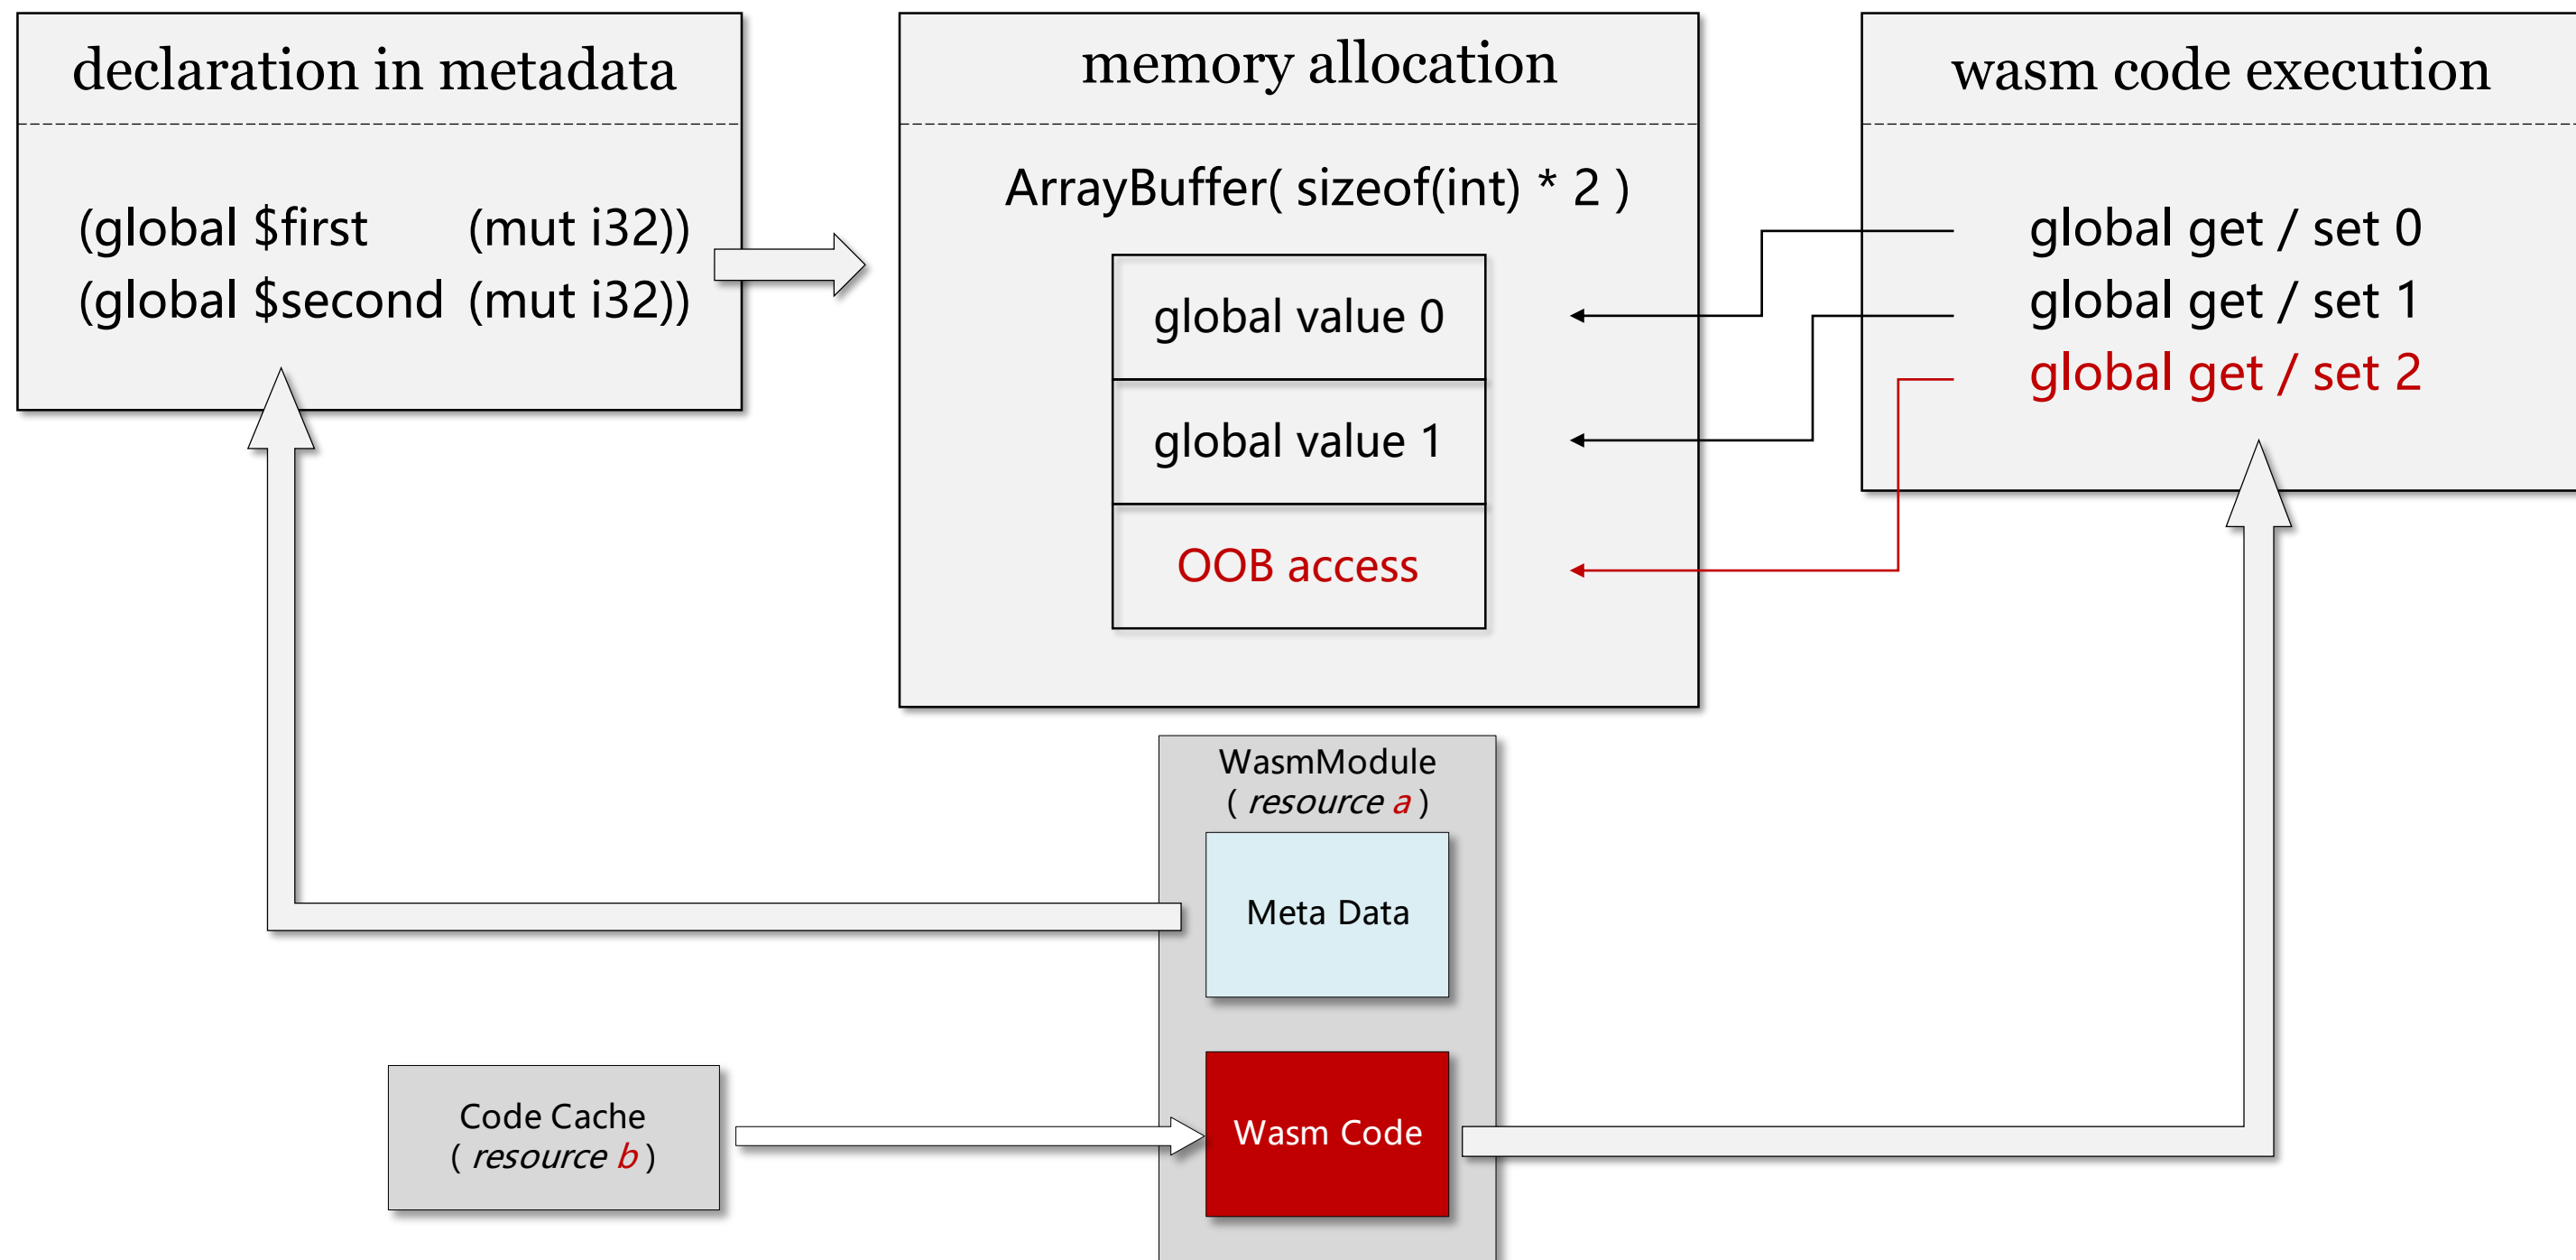 declaration in metadata
(global $first (mut i32))
(global $second (mut i32))
memory allocation
ArrayBuffer( sizeof(int) * 2 )
global value 0
global value 1
OOB access
wasm code execution
global get / set 0
global get / set 1
global get / set 2
WasmModule
( resource a )
Meta Data
Code Cache
( resource b )
Wasm Code